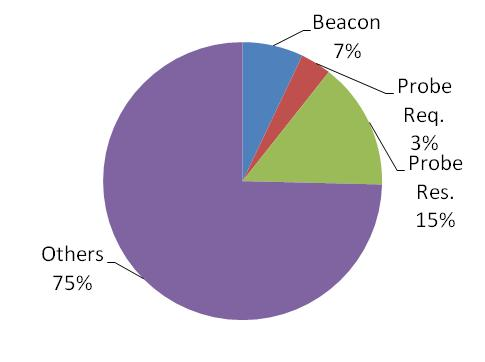 Beacon
7%
Probe
Req.
3%
Probe
Res.
15%
Others
75%